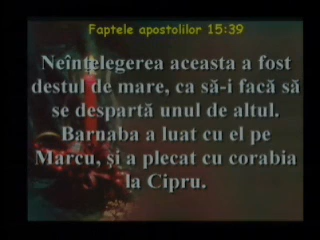 Faptele apostolilor 15:39
Neînţelegerea aceasta a fost
destul de mare, ca să-i facă să
se despartă unul de altul.
Barnaba a luat cu el pe
Marcu, şi a plecat cu corabia
la Cipru.